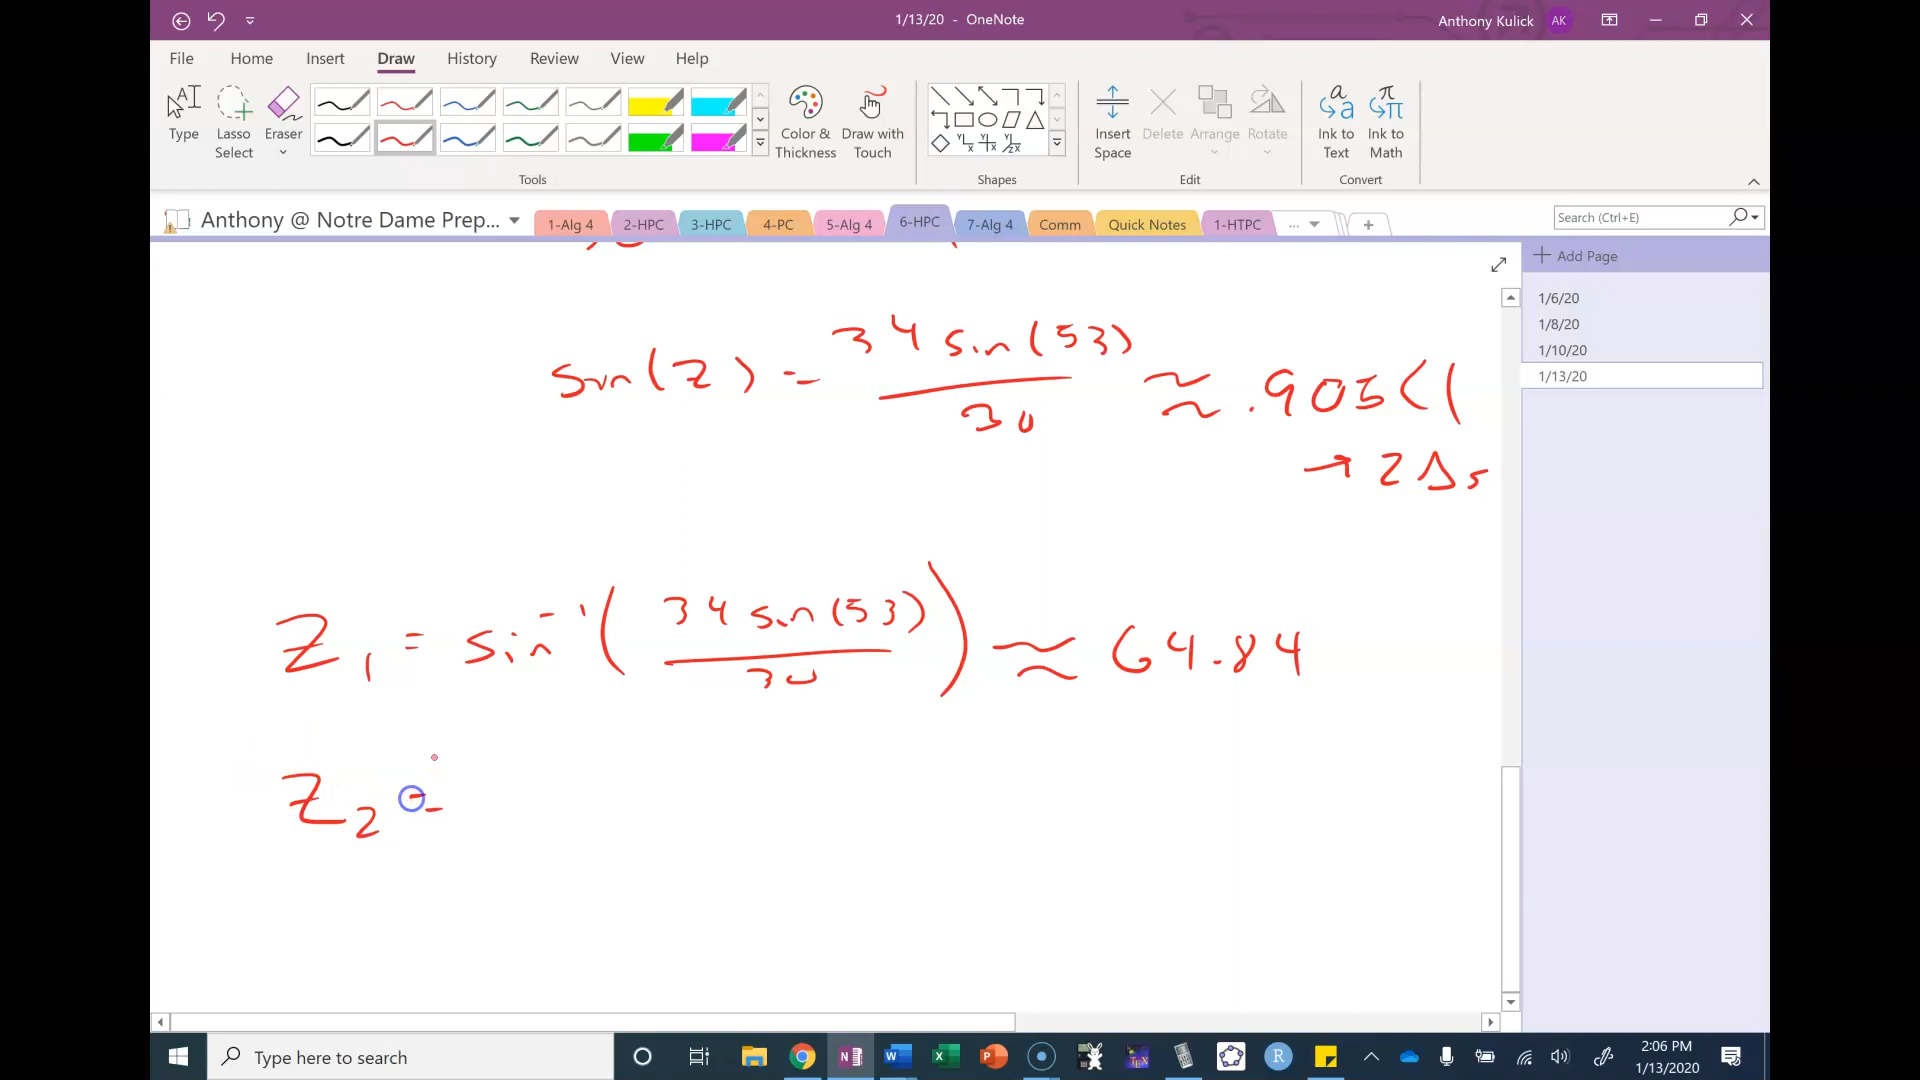 1/13/20 - OneNote
Anthony Kulick AK
File Home Insert Draw History Review View Help
Type
Lasso Select
Eraser
Color & Thickness
Draw with Touch
Insert Space
Delete
Arrange
Rotate
Ink to Text
Ink to Math
Tools
Shapes
Edit
Convert
Anthony @ Notre Dame Prep...
1-Alg 4 2-HPC 3-HPC 4-PC 5-Alg 4 6-HPC 7-Alg 4 Comm Quick Notes 1-HTPC ...
Search (Ctrl+E)
Add Page
1/6/20
1/8/20
1/10/20
1/13/20
sin(Z) = 34 sin(53) / 30 ≈ .905 < 1
→ 2 Δs
Z₁ = sin⁻¹( 34 sin(53) / 30 ) ≈ 64.84
Z₂ =
Type here to search
2:06 PM
1/13/2020